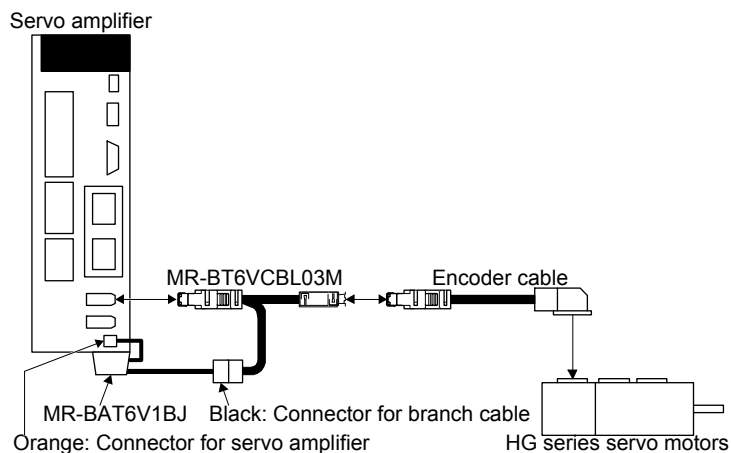 Servo amplifier
MR-BT6VCBL03M
Encoder cable
MR-BAT6V1BJ
Black: Connector for branch cable
Orange: Connector for servo amplifier
HG series servo motors